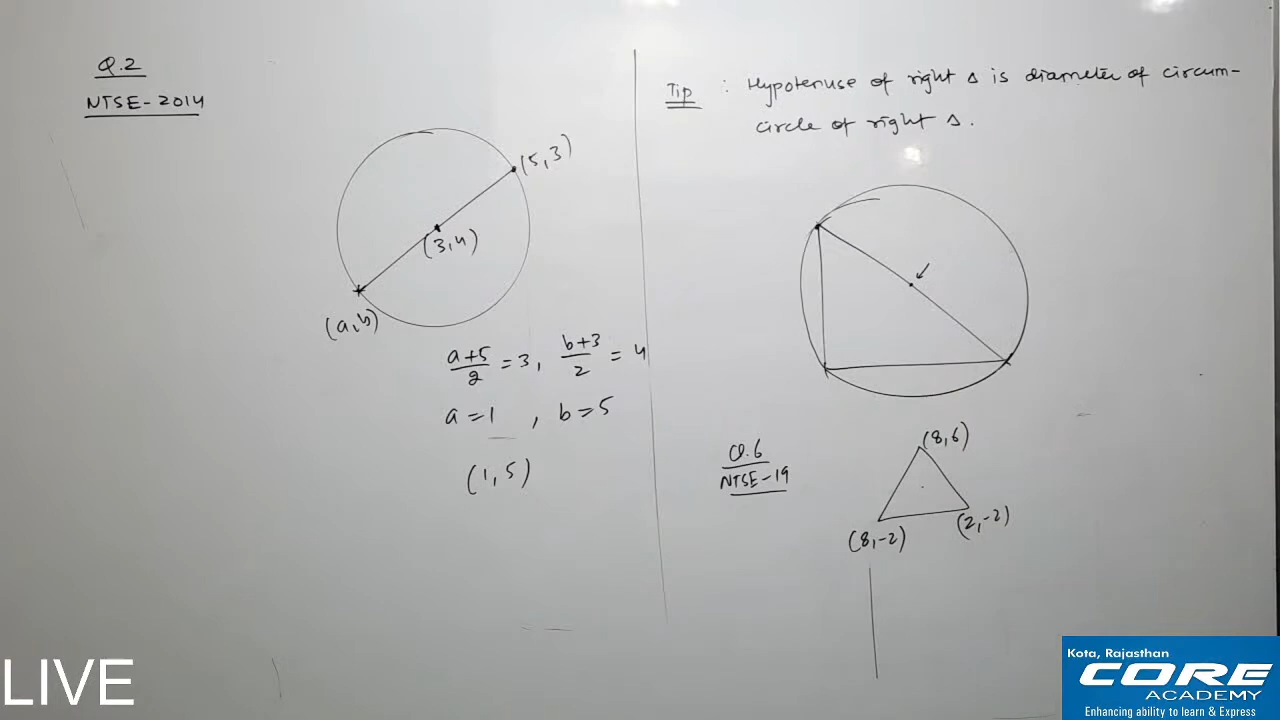 Q.2
NTSE-2014
(5,3)
(3,4)
(a,b)
a+5/2 = 3, b+3/2 = 4
a=1 , b=5
(1,5)
Tip : Hypotenuse of right Δ is diameter of circum-
circle of right Δ.
Q.6
NTSE-19
(8,6)
(8,-2)
(2,-2)
LIVE
Kota, Rajasthan
CORE
ACADEMY
Enhancing ability to learn & Express